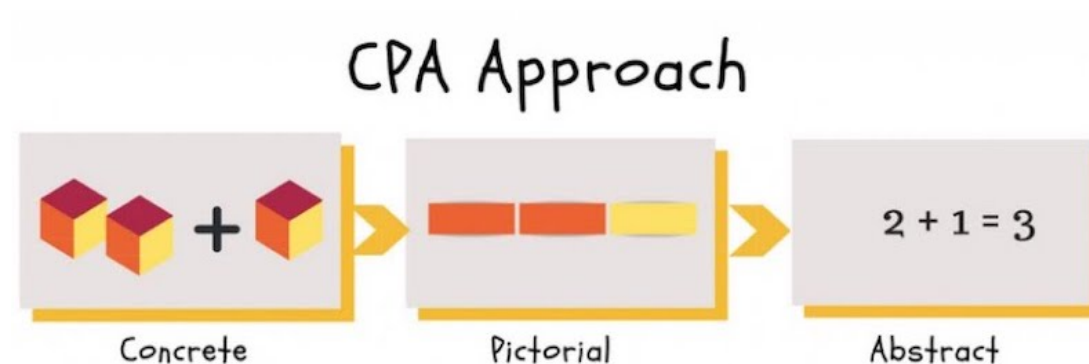 CPA Approach
+
2 + 1 = 3
Concrete
Pictorial
Abstract